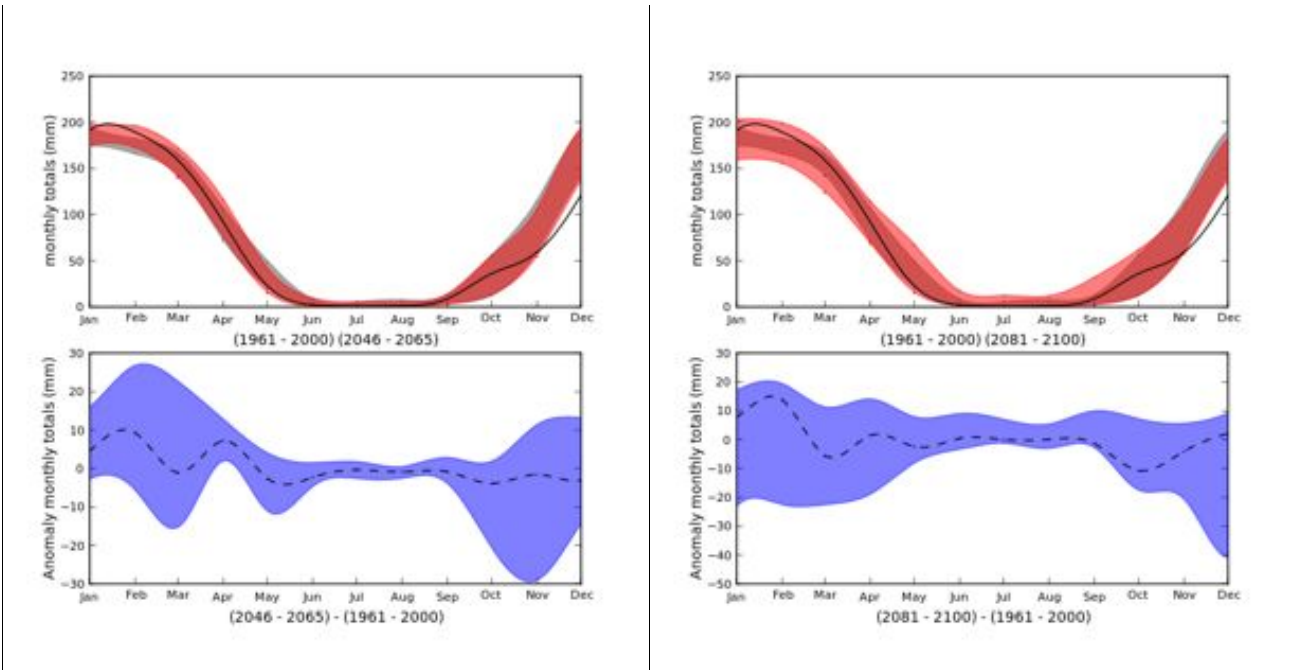 250
200
150
100
50
0
monthly totals (mm)
Jan Feb Mar Apr May Jun Jul Aug Sep Oct Nov Dec
(1961 - 2000) (2046 - 2065)
30
20
10
0
−10
−20
−30
Anomaly monthly totals (mm)
Jan Feb Mar Apr May Jun Jul Aug Sep Oct Nov Dec
(2046 - 2065) - (1961 - 2000)
250
200
150
100
50
0
monthly totals (mm)
Jan Feb Mar Apr May Jun Jul Aug Sep Oct Nov Dec
(1961 - 2000) (2081 - 2100)
30
20
10
0
−10
−20
−30
−40
−50
Anomaly monthly totals (mm)
Jan Feb Mar Apr May Jun Jul Aug Sep Oct Nov Dec
(2081 - 2100) - (1961 - 2000)